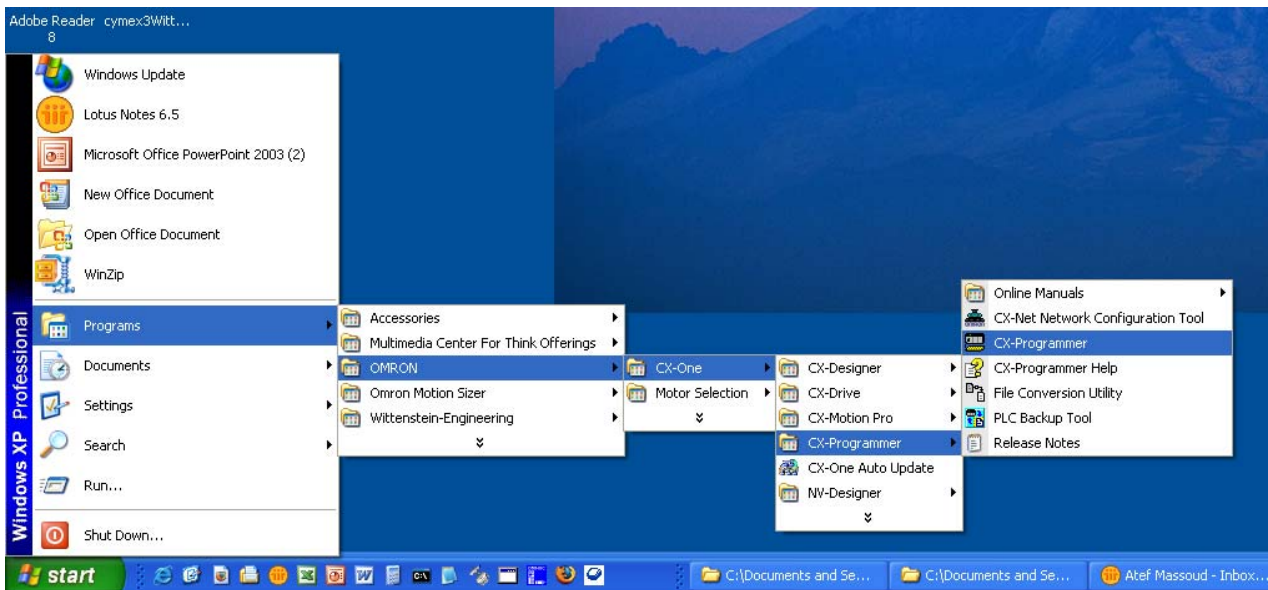 Adobe Reader 8
cymex3Witt...
Windows XP Professional
Windows Update
Lotus Notes 6.5
Microsoft Office PowerPoint 2003 (2)
New Office Document
Open Office Document
WinZip
Programs
Documents
Settings
Search
Run...
Shut Down...
Accessories
Multimedia Center For Think Offerings
OMRON
Omron Motion Sizer
Wittenstein-Engineering
CX-One
Motor Selection
CX-Designer
CX-Drive
CX-Motion Pro
CX-Programmer
CX-One Auto Update
NV-Designer
Online Manuals
CX-Net Network Configuration Tool
CX-Programmer
CX-Programmer Help
File Conversion Utility
PLC Backup Tool
Release Notes
start
C:\Documents and Se...
C:\Documents and Se...
Atef Massoud - Inbox...